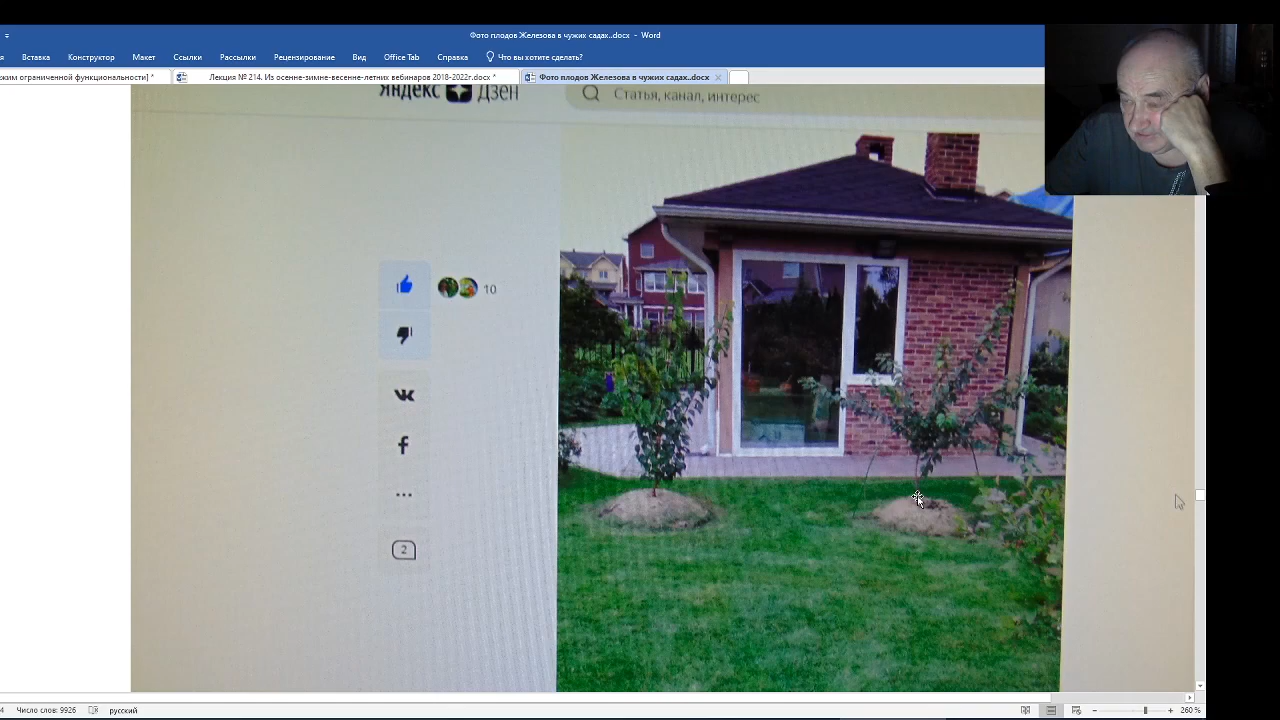 Фото плодов Железова в чужих садах..docx - Word
я Вставка Конструктор Макет Ссылки Рассылки Рецензирование Вид Office Tab Справка Что вы хотите сделать?
жим ограниченной функциональности] * Лекция № 214. Из осенне-зимне-весенне-летних вебинаров 2018-2022г.docx * Фото плодов Железова в чужих садах..docx
Яндекс Дзен Статья, канал, интерес
10
2
4 Число слов: 9926 русский 260 %